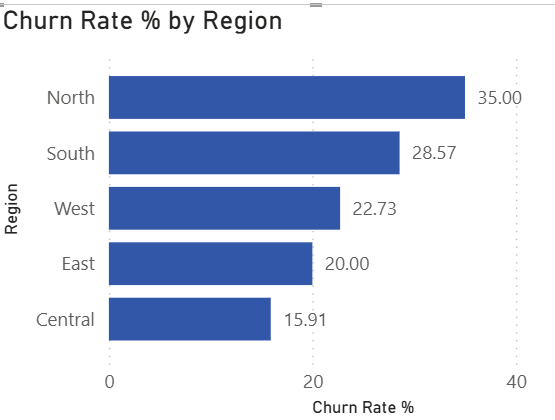 Churn Rate % by Region
Region
North 35.00
South 28.57
West 22.73
East 20.00
Central 15.91
0 20 40
Churn Rate %